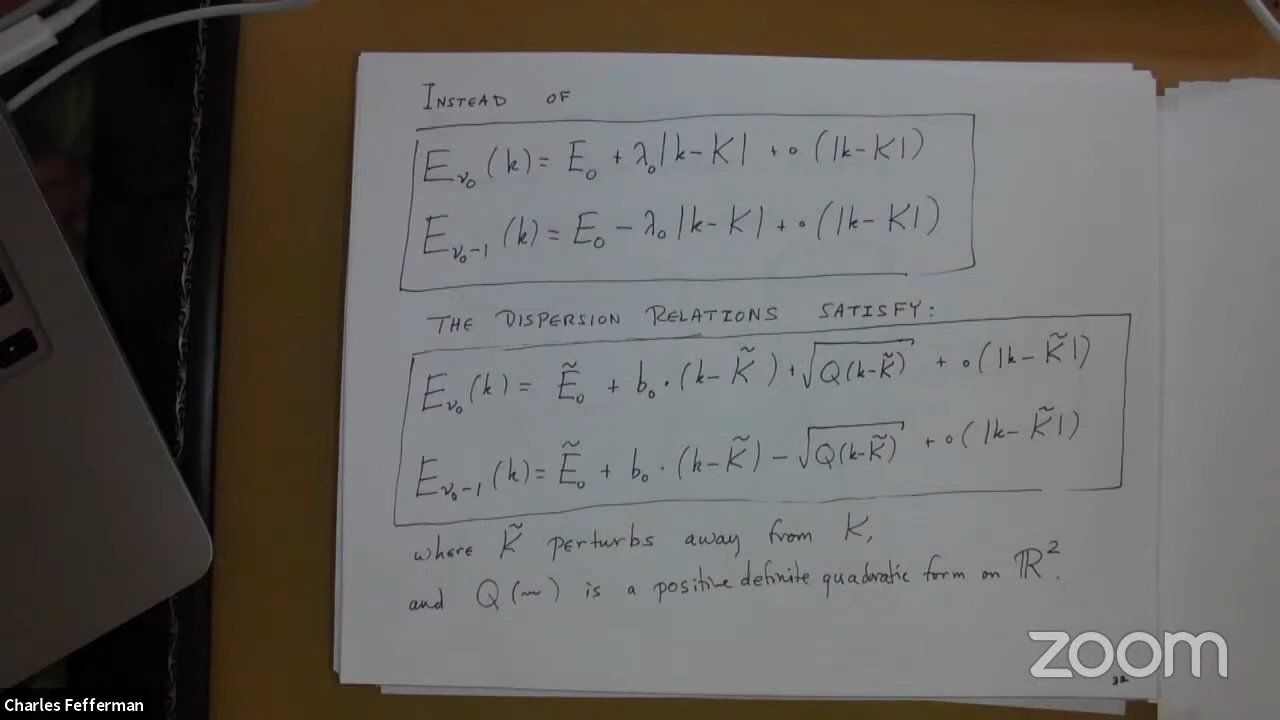 INSTEAD OF
E_{ν₀}(k) = E₀ + λ₀|k-K| + o(|k-K|)
E_{ν₀-1}(k) = E₀ - λ₀|k-K| + o(|k-K|)
THE DISPERSION RELATIONS SATISFY:
E_{ν₀}(k) = Ẽ₀ + b₀·(k-K̃) + √Q(k-K̃) + o(|k-K̃|)
E_{ν₀-1}(k) = Ẽ₀ + b₀·(k-K̃) - √Q(k-K̃) + o(|k-K̃|)
where K̃ perturbs away from K,
and Q(~) is a positive definite quadratic form on ℝ².
zoom
Charles Fefferman